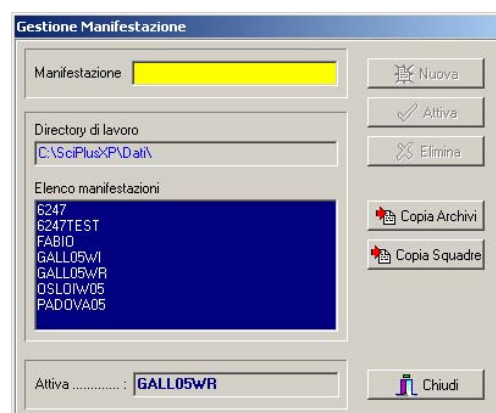 Gestione Manifestazione
Manifestazione
Nuova
Attiva
Directory di lavoro
C:\SciPlusXP\Dati\
Elimina
Elenco manifestazioni
6247
6247TEST
FABIO
GALL05WI
GALL05WR
OSLOIW05
PADOVA05
Copia Archivi
Copia Squadre
Attiva ............. : GALL05WR
Chiudi